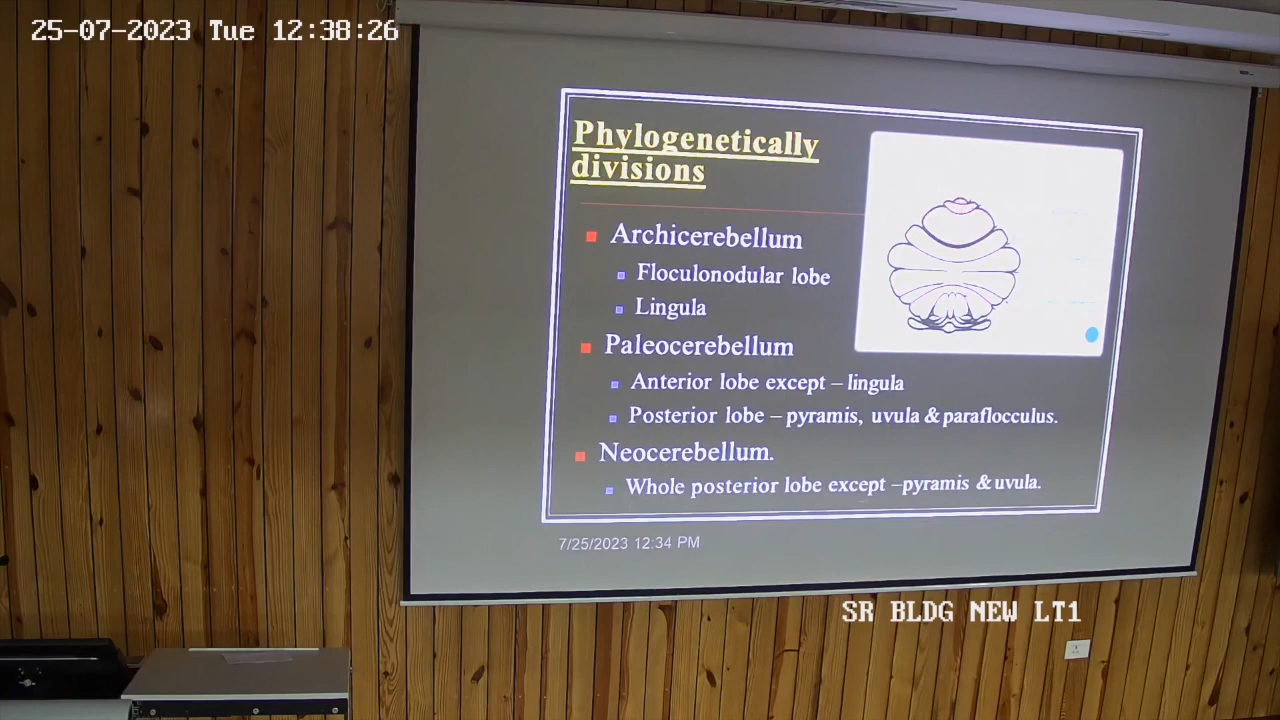 25-07-2023 Tue 12:38:26
Phylogenetically
divisions
Archicerebellum
Floculonodular lobe
Lingula
Paleocerebellum
Anterior lobe except – lingula
Posterior lobe – pyramis, uvula & paraflocculus.
Neocerebellum.
Whole posterior lobe except –pyramis & uvula.
7/25/2023 12:34 PM
SR BLDG NEW LT1